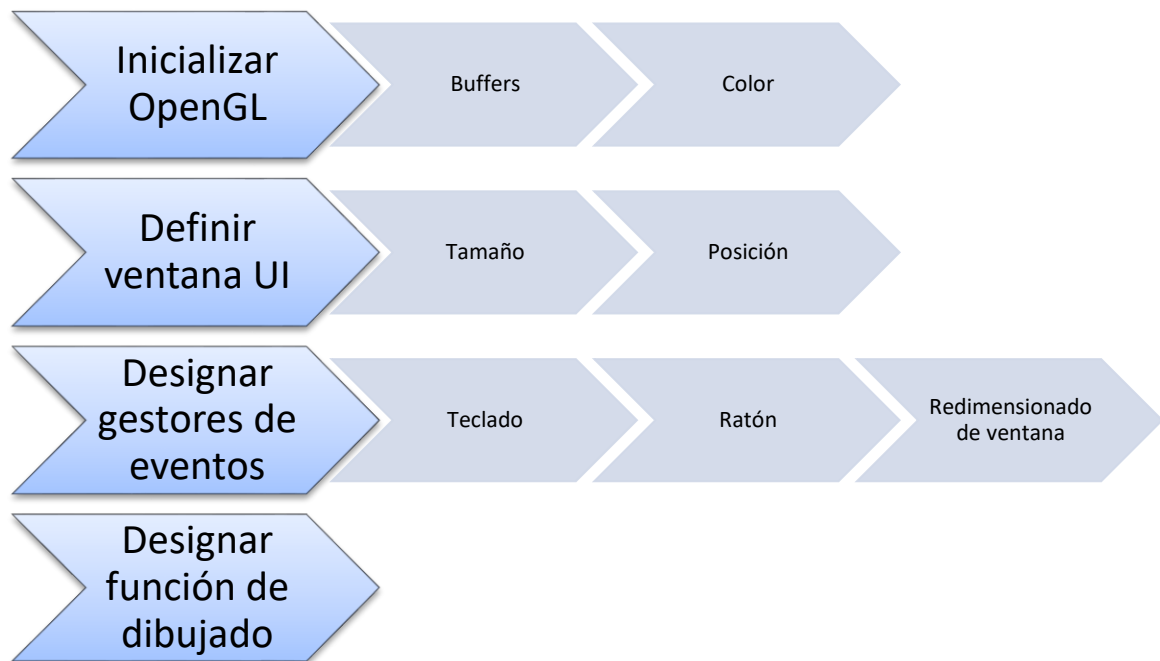 Inicializar
OpenGL
Buffers
Color
Definir
ventana UI
Tamaño
Posición
Designar
gestores de
eventos
Teclado
Ratón
Redimensionado
de ventana
Designar
función de
dibujado